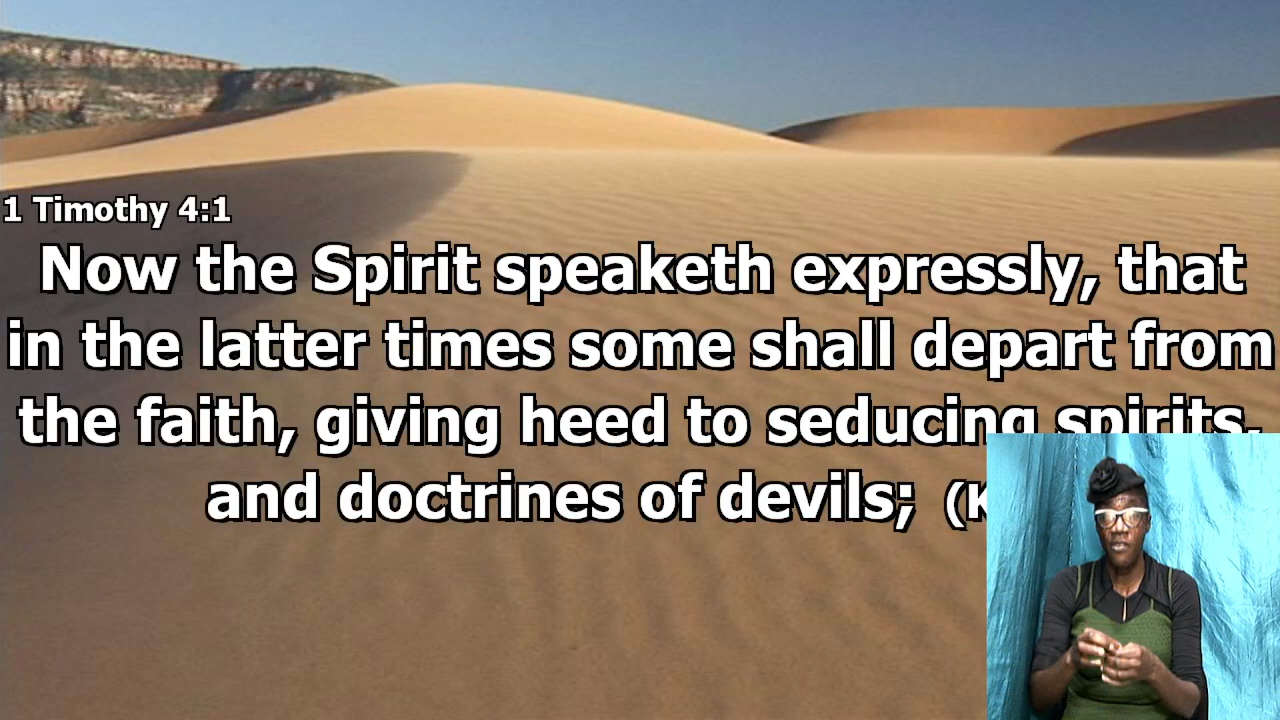 1 Timothy 4:1
Now the Spirit speaketh expressly, that
in the latter times some shall depart from
the faith, giving heed to seducing spirits,
and doctrines of devils;